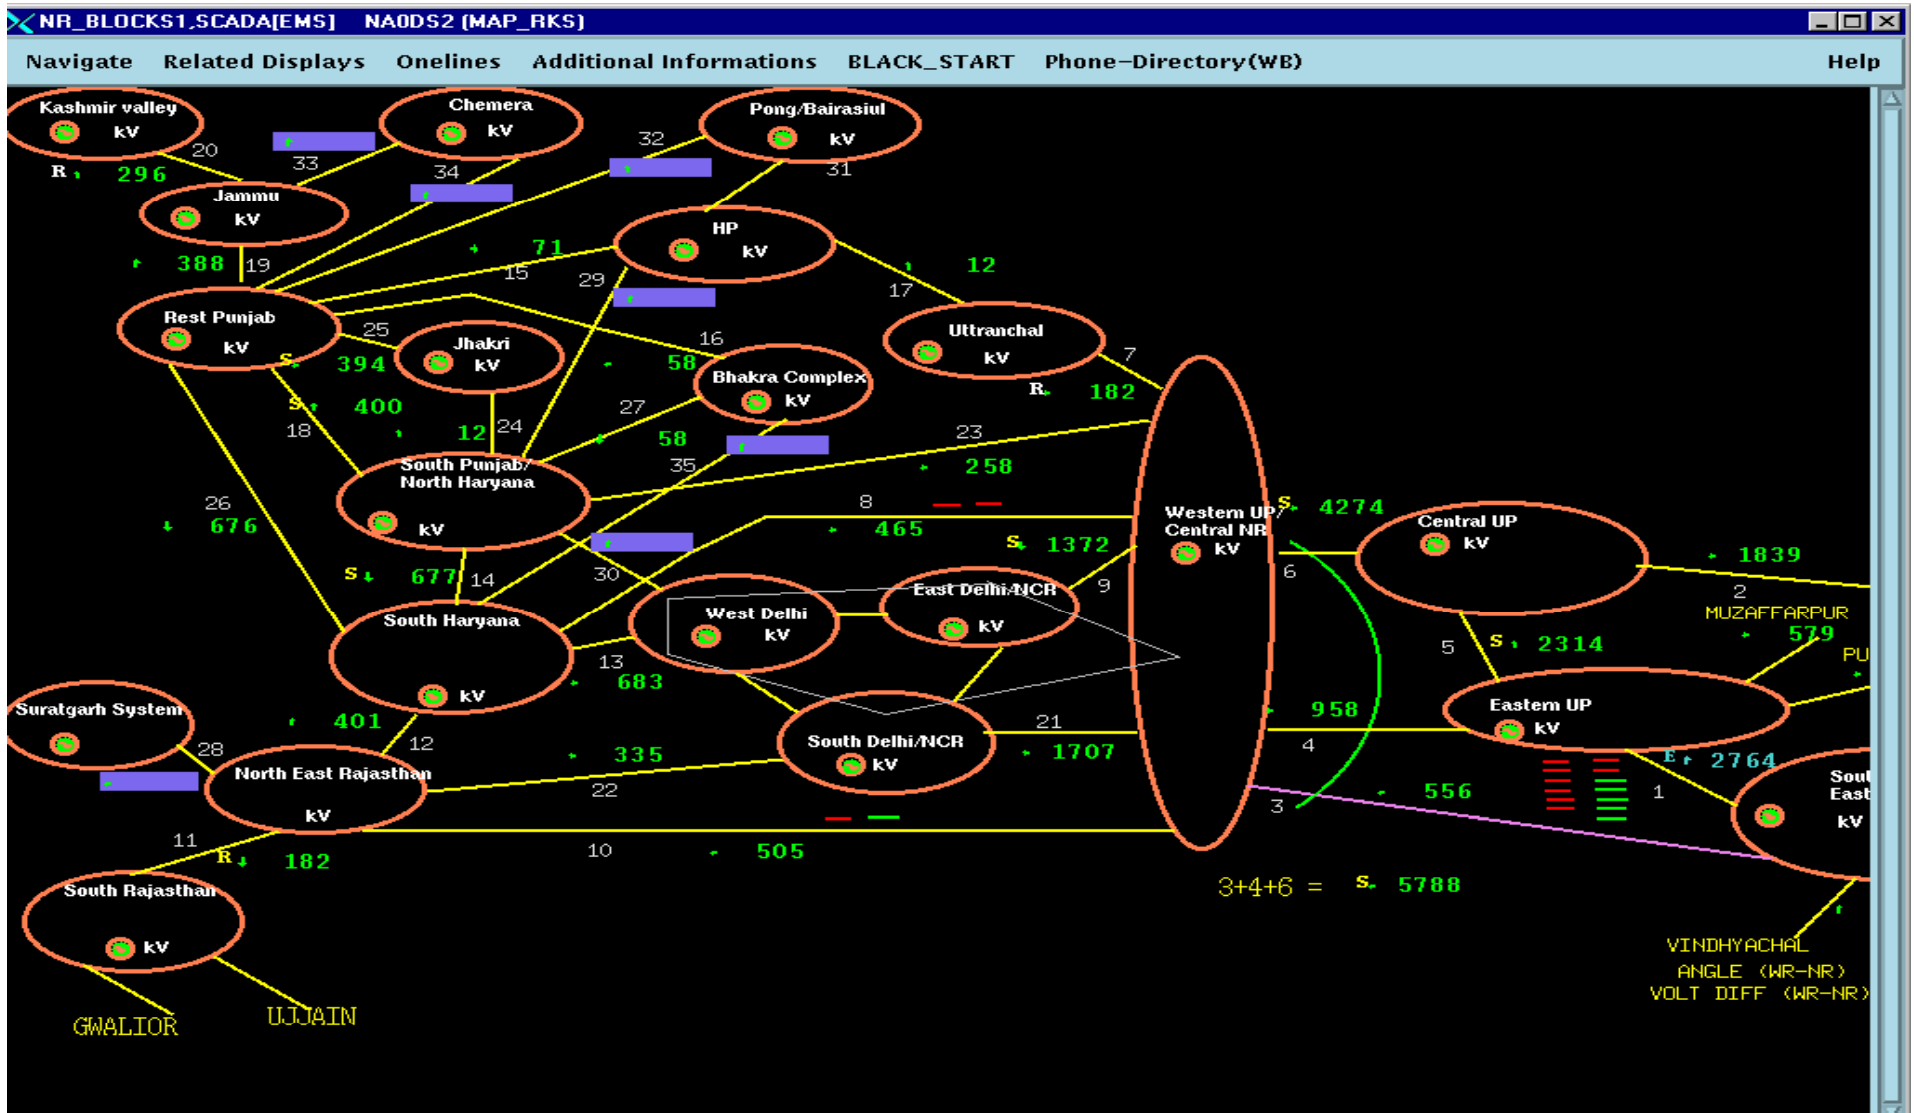 NR_BLOCKS1,SCADA[EMS] NA0DS2 (MAP_RKS)
Navigate Related Displays Onelines Additional Informations BLACK_START Phone-Directory(WB) Help
Kashmir valley
kV
Chemera
kV
Pong/Bairasiul
kV
20
33
34
32
31
R 296
Jammu
kV
HP
kV
388
19
71
15
29
12
17
Rest Punjab
kV
25
Jhakri
kV
16
Uttranchal
kV
7
S 394
58
Bhakra Complex
kV
R 182
S 400
18
12
24
27
58
23
South Punjab/
North Haryana
kV
35
258
26
676
8
465
S 1372
Western UP/
Central NR
kV
S 4274
Central UP
kV
1839
2
MUZAFFARPUR
579
PU
S 677
14
30
9
6
South Haryana
kV
West Delhi
kV
East Delhi/NCR
kV
5
S 2314
13
683
Suratgarh System
28
401
12
335
22
South Delhi/NCR
kV
21
1707
958
4
Eastern UP
kV
E 2764
North East Rajasthan
kV
3
556
1
Soul
East
kV
11
R 182
10
505
3+4+6 = S 5788
South Rajasthan
kV
GWALIOR
UJJAIN
VINDHYACHAL
ANGLE (WR-NR)
VOLT DIFF (WR-NR)